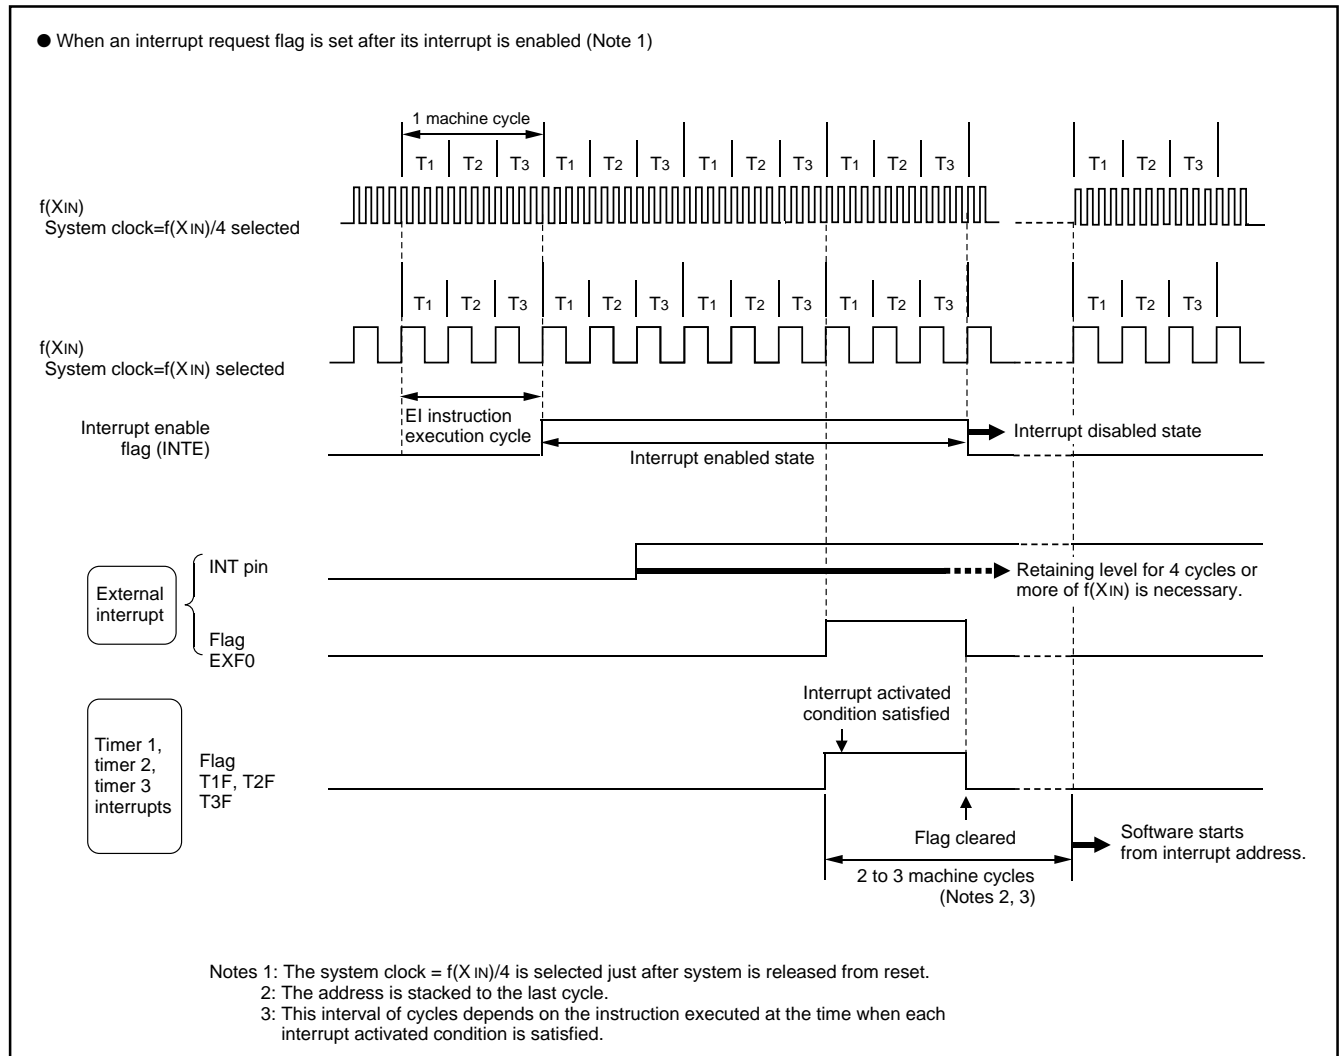 ● When an interrupt request flag is set after its interrupt is enabled (Note 1)
1 machine cycle
T1 T2 T3 T1 T2 T3 T1 T2 T3 T1 T2 T3 T1 T2 T3
f(XIN)
System clock=f(XIN)/4 selected
T1 T2 T3 T1 T2 T3 T1 T2 T3 T1 T2 T3 T1 T2 T3
f(XIN)
System clock=f(XIN) selected
Interrupt enable
flag (INTE)
EI instruction
execution cycle
Interrupt enabled state
Interrupt disabled state
External
interrupt
INT pin
Retaining level for 4 cycles or
more of f(XIN) is necessary.
Flag
EXF0
Interrupt activated
condition satisfied
Timer 1,
timer 2,
timer 3
interrupts
Flag
T1F, T2F
T3F
Flag cleared
2 to 3 machine cycles
(Notes 2, 3)
Software starts
from interrupt address.
Notes 1: The system clock = f(XIN)/4 is selected just after system is released from reset.
2: The address is stacked to the last cycle.
3: This interval of cycles depends on the instruction executed at the time when each
interrupt activated condition is satisfied.